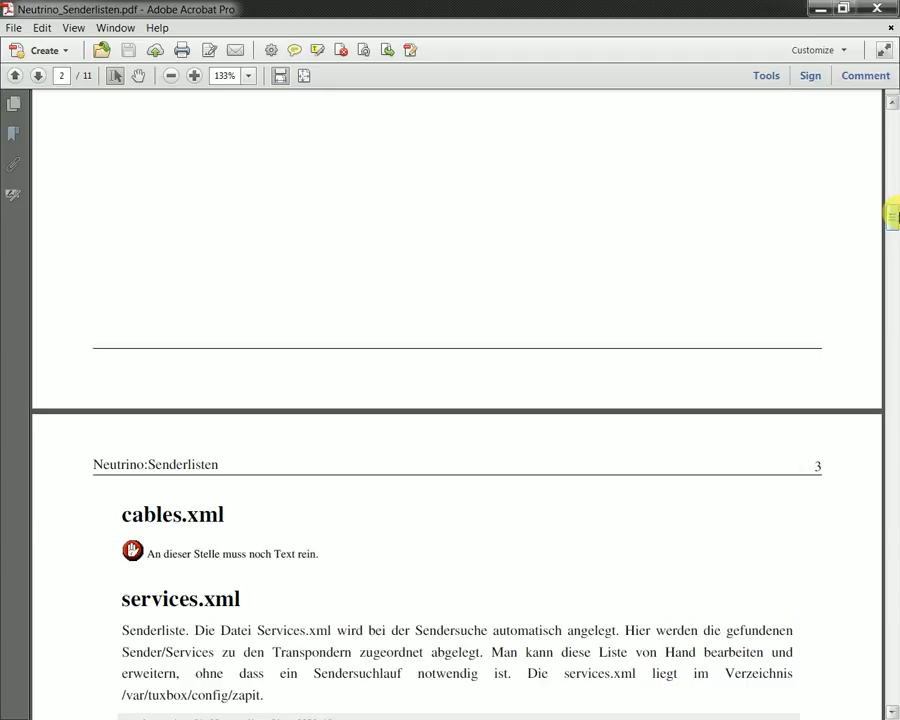 Neutrino_Senderlisten.pdf - Adobe Acrobat Pro
File Edit View Window Help
Create Customize
2 / 11 133% Tools Sign Comment
Neutrino:Senderlisten 3
cables.xml
An dieser Stelle muss noch Text rein.
services.xml
Senderliste. Die Datei Services.xml wird bei der Sendersuche automatisch angelegt. Hier werden die gefundenen
Sender/Services zu den Transpondern zugeordnet abgelegt. Man kann diese Liste von Hand bearbeiten und
erweitern, ohne dass ein Sendersuchlauf notwendig ist. Die services.xml liegt im Verzeichnis
/var/tuxbox/config/zapit.